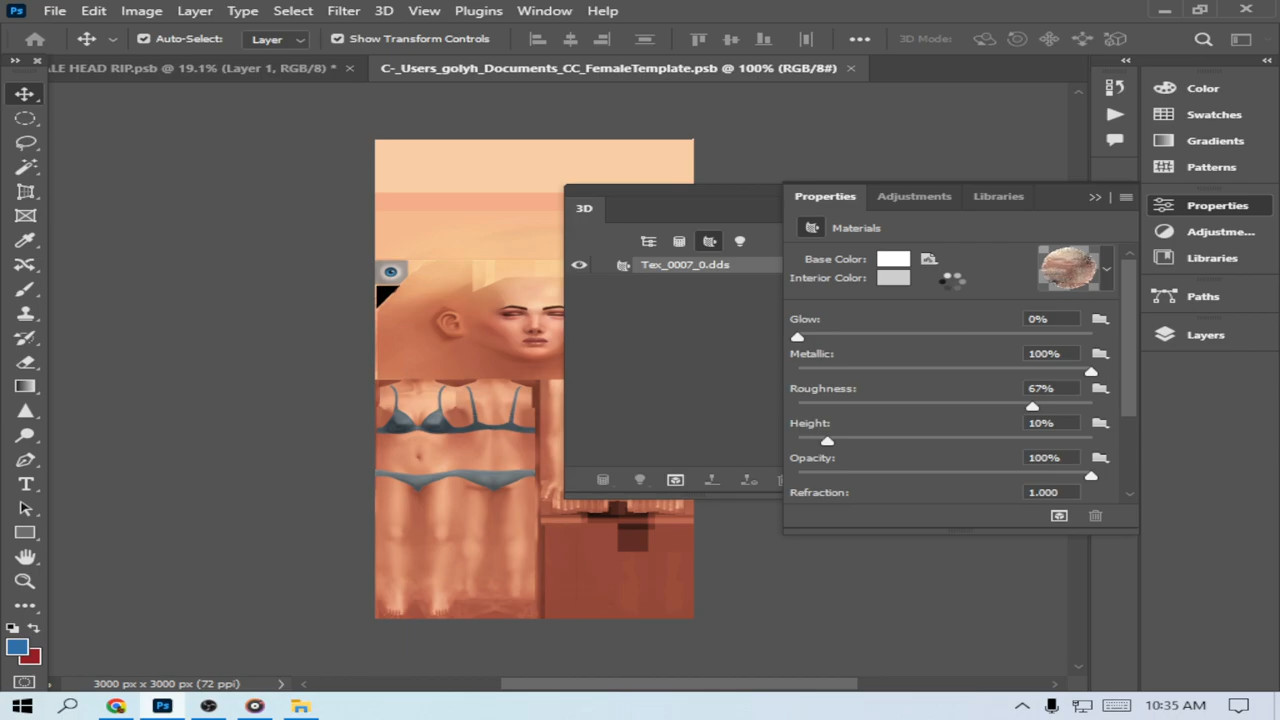 Ps File Edit Image Layer Type Select Filter 3D View Plugins Window Help
Auto-Select: Layer Show Transform Controls 3D Mode:
ALE HEAD RIP.psb @ 19.1% (Layer 1, RGB/8) * C-_Users_golyh_Documents_CC_FemaleTemplate.psb @ 100% (RGB/8#)
Color
Swatches
Gradients
Patterns
Properties
Adjustme...
Libraries
Paths
Layers
3D
Tex_0007_0.dds
Properties Adjustments Libraries
Materials
Base Color:
Interior Color:
Glow: 0%
Metallic: 100%
Roughness: 67%
Height: 10%
Opacity: 100%
Refraction: 1.000
3000 px x 3000 px (72 ppi)
Ps
10:35 AM